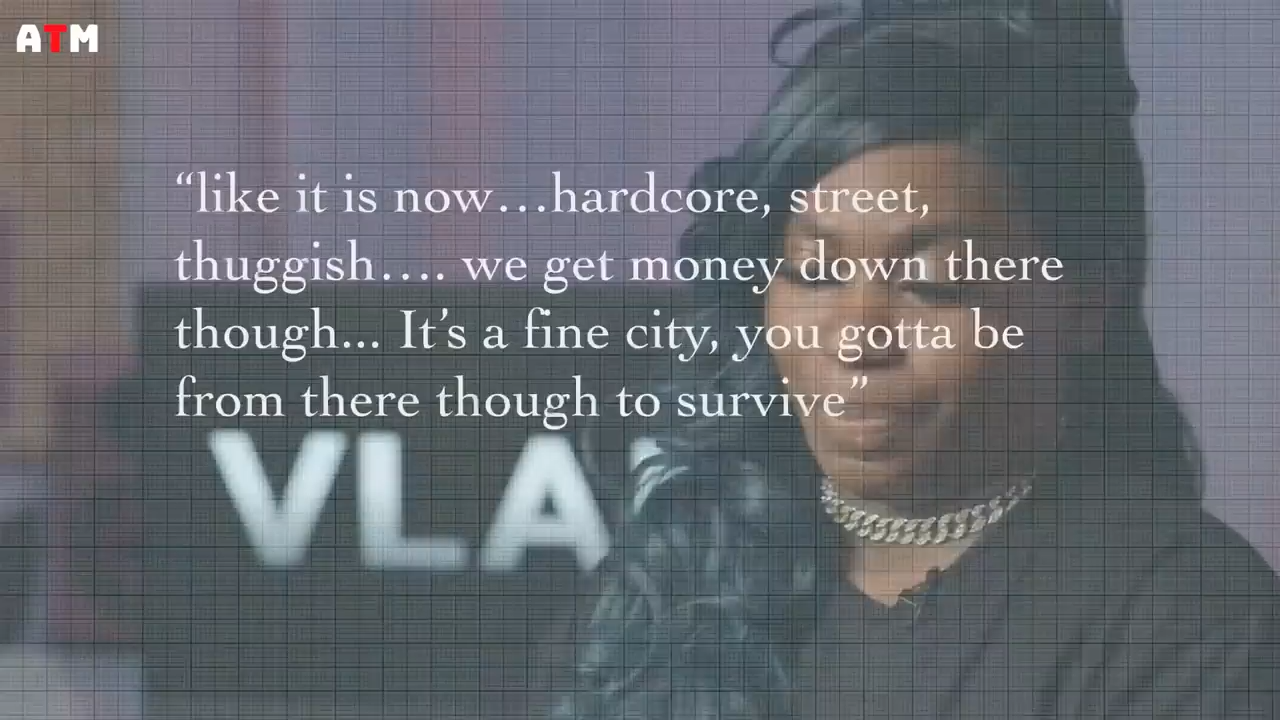 ATM
“like it is now…hardcore, street,
thuggish…. we get money down there
though... It’s a fine city, you gotta be
from there though to survive”
VLA